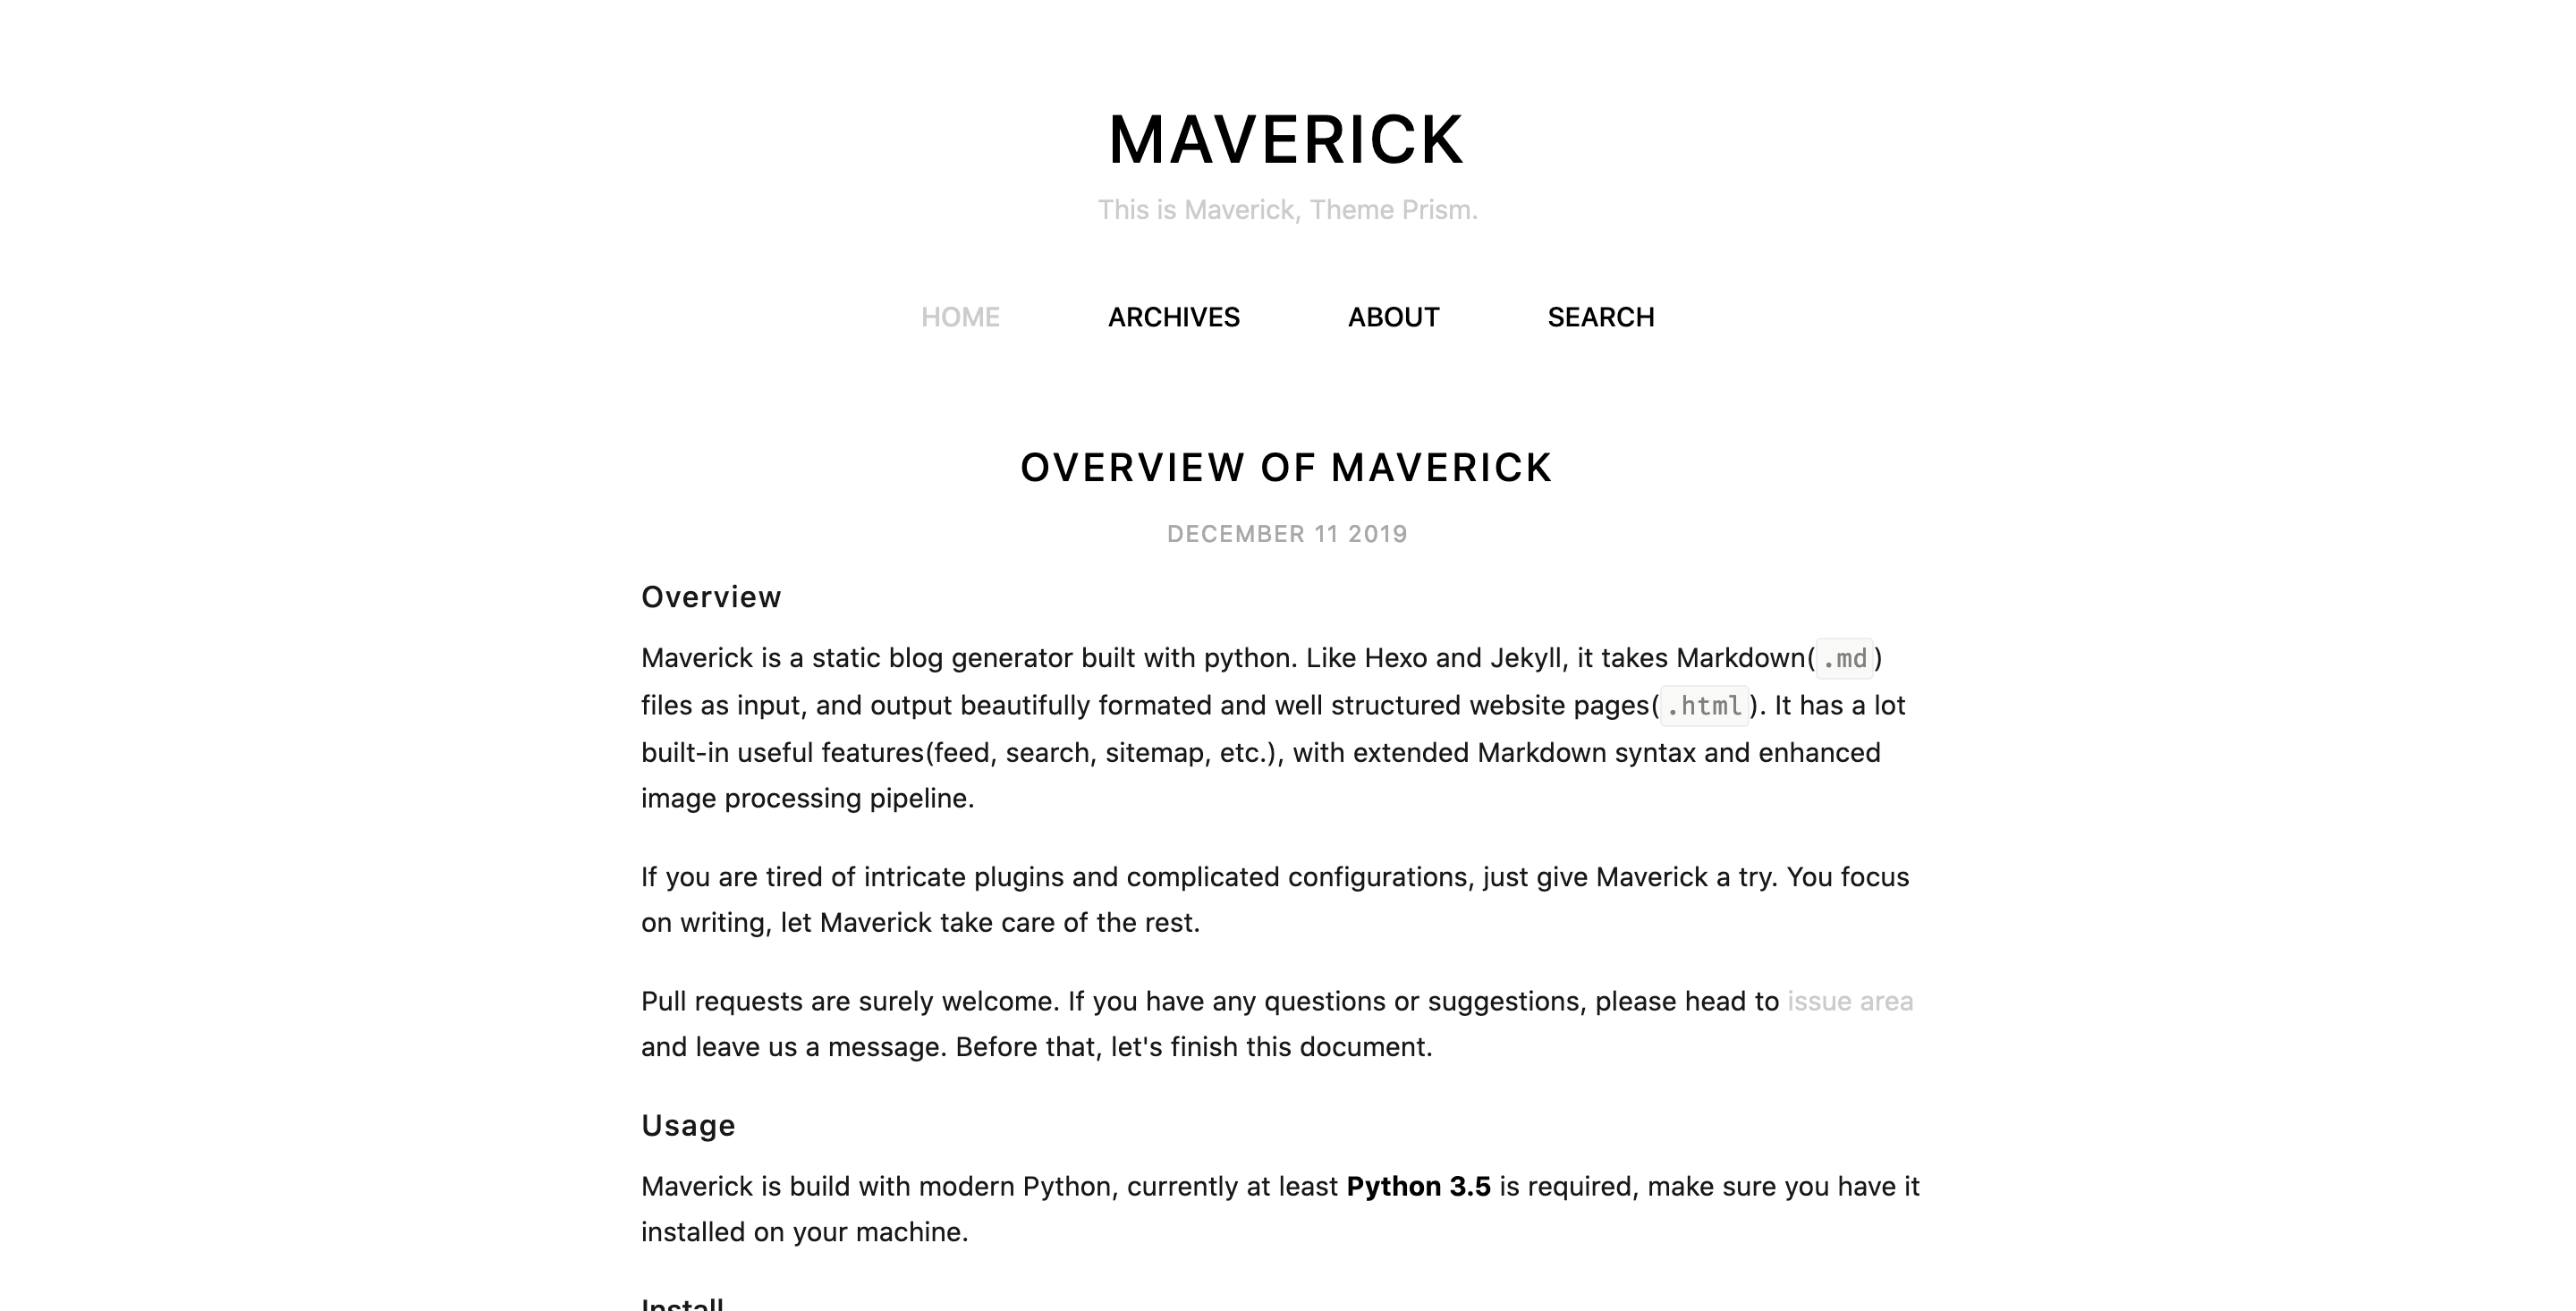 MAVERICK
This is Maverick, Theme Prism.
HOME ARCHIVES ABOUT SEARCH
OVERVIEW OF MAVERICK
DECEMBER 11 2019
Overview
Maverick is a static blog generator built with python. Like Hexo and Jekyll, it takes Markdown( .md )
files as input, and output beautifully formated and well structured website pages( .html ). It has a lot
built-in useful features(feed, search, sitemap, etc.), with extended Markdown syntax and enhanced
image processing pipeline.
If you are tired of intricate plugins and complicated configurations, just give Maverick a try. You focus
on writing, let Maverick take care of the rest.
Pull requests are surely welcome. If you have any questions or suggestions, please head to issue area
and leave us a message. Before that, let's finish this document.
Usage
Maverick is build with modern Python, currently at least Python 3.5 is required, make sure you have it
installed on your machine.
Install